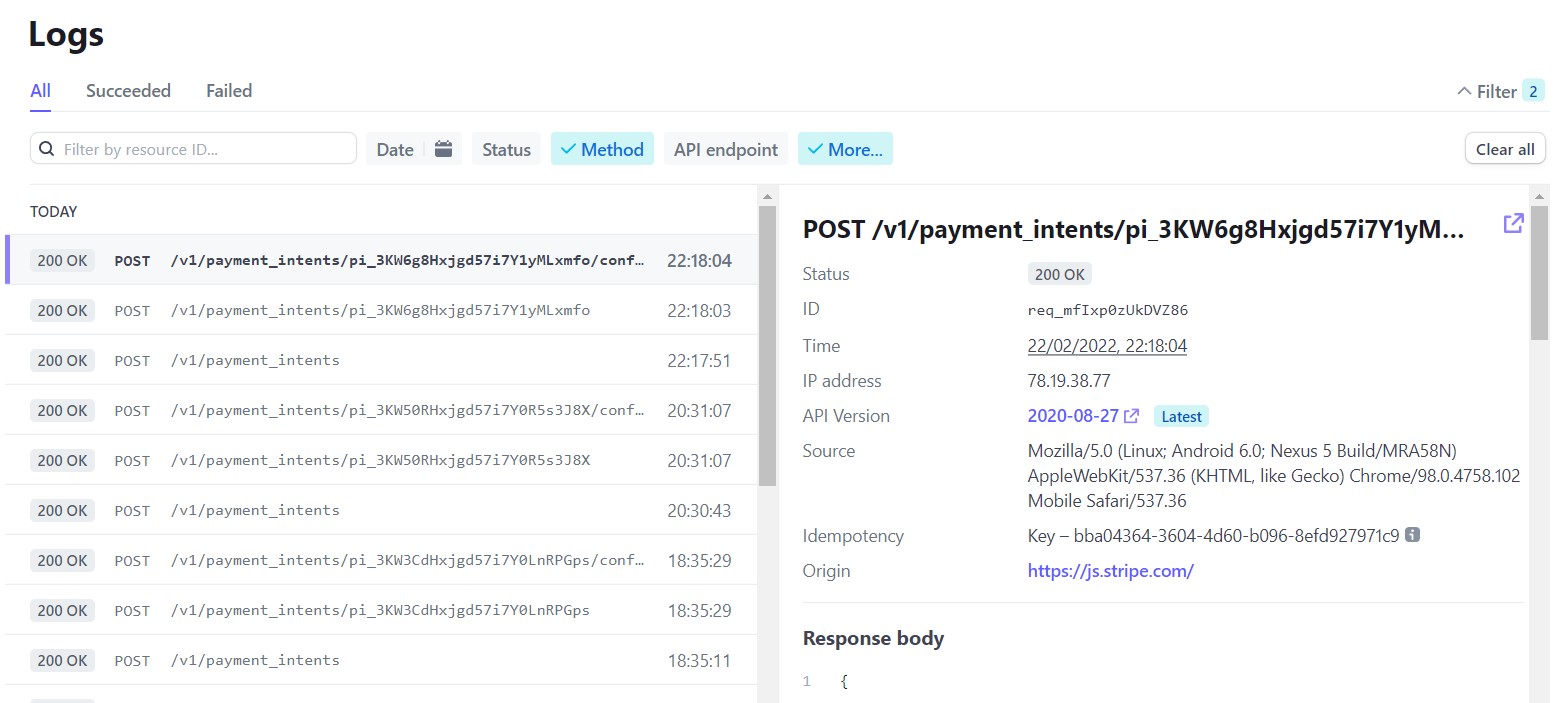 Logs
All Succeeded Failed Filter 2
Filter by resource ID... Date Status Method API endpoint More... Clear all
TODAY
200 OK POST /v1/payment_intents/pi_3KW6g8Hxjgd57i7Y1yMLxmfo/conf… 22:18:04
200 OK POST /v1/payment_intents/pi_3KW6g8Hxjgd57i7Y1yMLxmfo 22:18:03
200 OK POST /v1/payment_intents 22:17:51
200 OK POST /v1/payment_intents/pi_3KW50RHxjgd57i7Y0R5s3J8X/conf… 20:31:07
200 OK POST /v1/payment_intents/pi_3KW50RHxjgd57i7Y0R5s3J8X 20:31:07
200 OK POST /v1/payment_intents 20:30:43
200 OK POST /v1/payment_intents/pi_3KW3CdHxjgd57i7Y0LnRPGps/conf… 18:35:29
200 OK POST /v1/payment_intents/pi_3KW3CdHxjgd57i7Y0LnRPGps 18:35:29
200 OK POST /v1/payment_intents 18:35:11
POST /v1/payment_intents/pi_3KW6g8Hxjgd57i7Y1yM…
Status 200 OK
ID req_mfIxp0zUkDVZ86
Time 22/02/2022, 22:18:04
IP address 78.19.38.77
API Version 2020-08-27 Latest
Source Mozilla/5.0 (Linux; Android 6.0; Nexus 5 Build/MRA58N)
AppleWebKit/537.36 (KHTML, like Gecko) Chrome/98.0.4758.102
Mobile Safari/537.36
Idempotency Key – bba04364-3604-4d60-b096-8efd927971c9
Origin https://js.stripe.com/
Response body
1 {